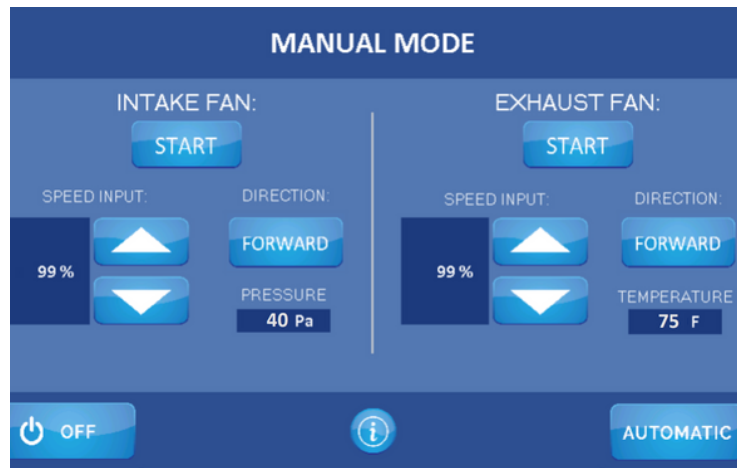 MANUAL MODE
INTAKE FAN:
START
SPEED INPUT:
DIRECTION:
99 %
FORWARD
PRESSURE
40 Pa
EXHAUST FAN:
START
SPEED INPUT:
DIRECTION:
99 %
FORWARD
TEMPERATURE
75 F
OFF
i
AUTOMATIC